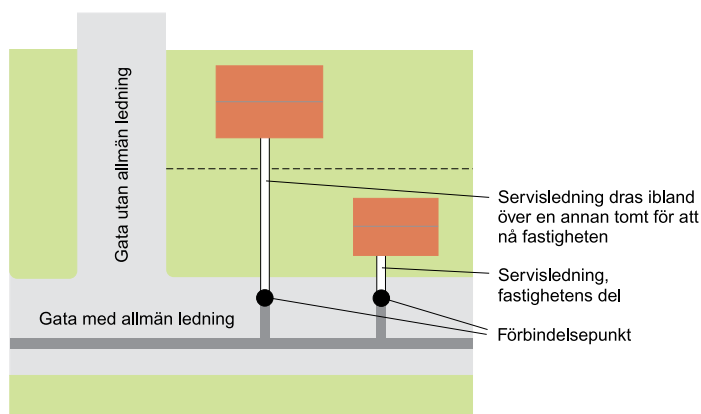 Gata utan allmän ledning
Servisledning dras ibland
över en annan tomt för att
nå fastigheten
Servisledning,
fastighetens del
Gata med allmän ledning
Förbindelsepunkt